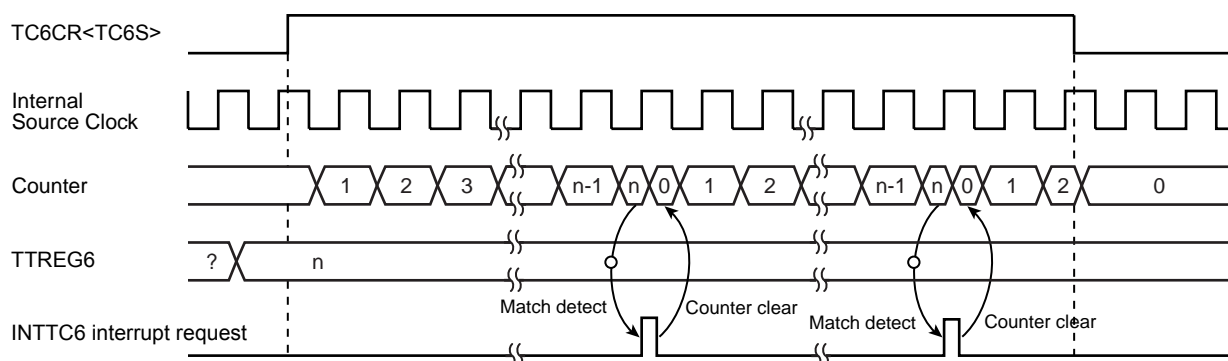 TC6CR<TC6S>
Internal
Source Clock
Counter
1 2 3 n-1 n 0 1 2 n-1 n 0 1 2 0
TTREG6
? n
Match detect Counter clear Match detect Counter clear
INTTC6 interrupt request